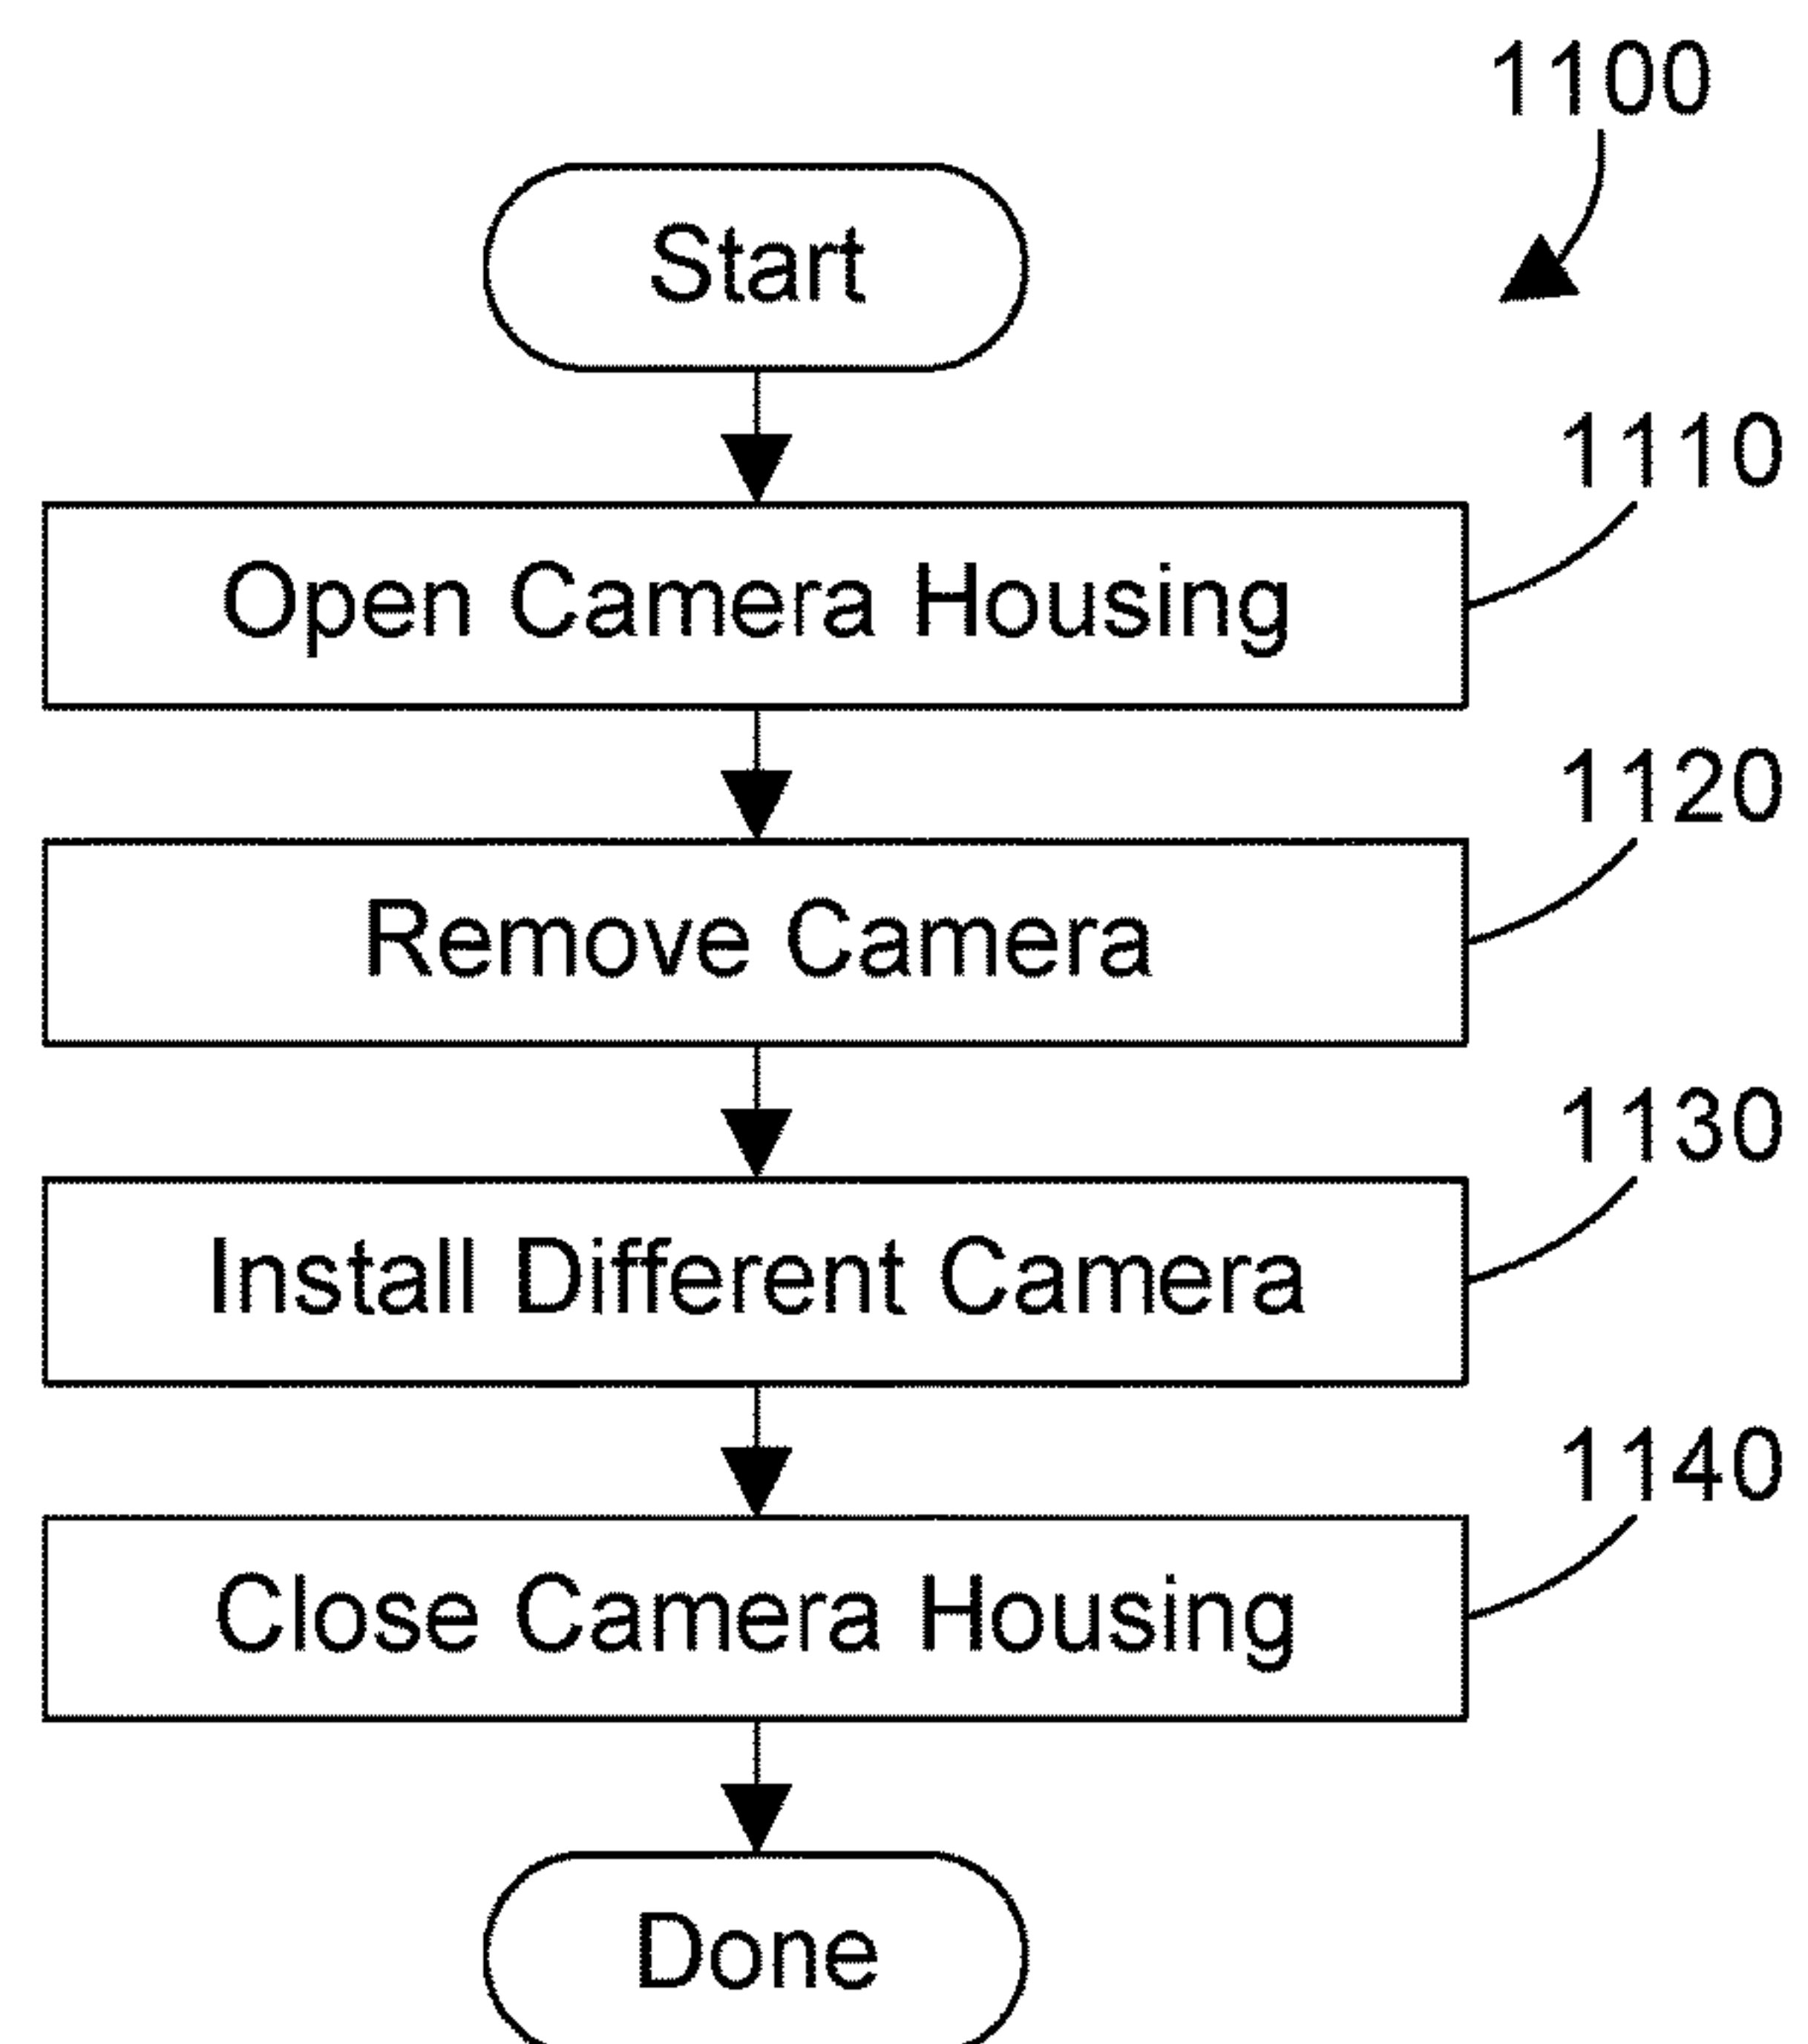 1100
Start
1110
Open Camera Housing
1120
Remove Camera
1130
Install Different Camera
1140
Close Camera Housing
Done